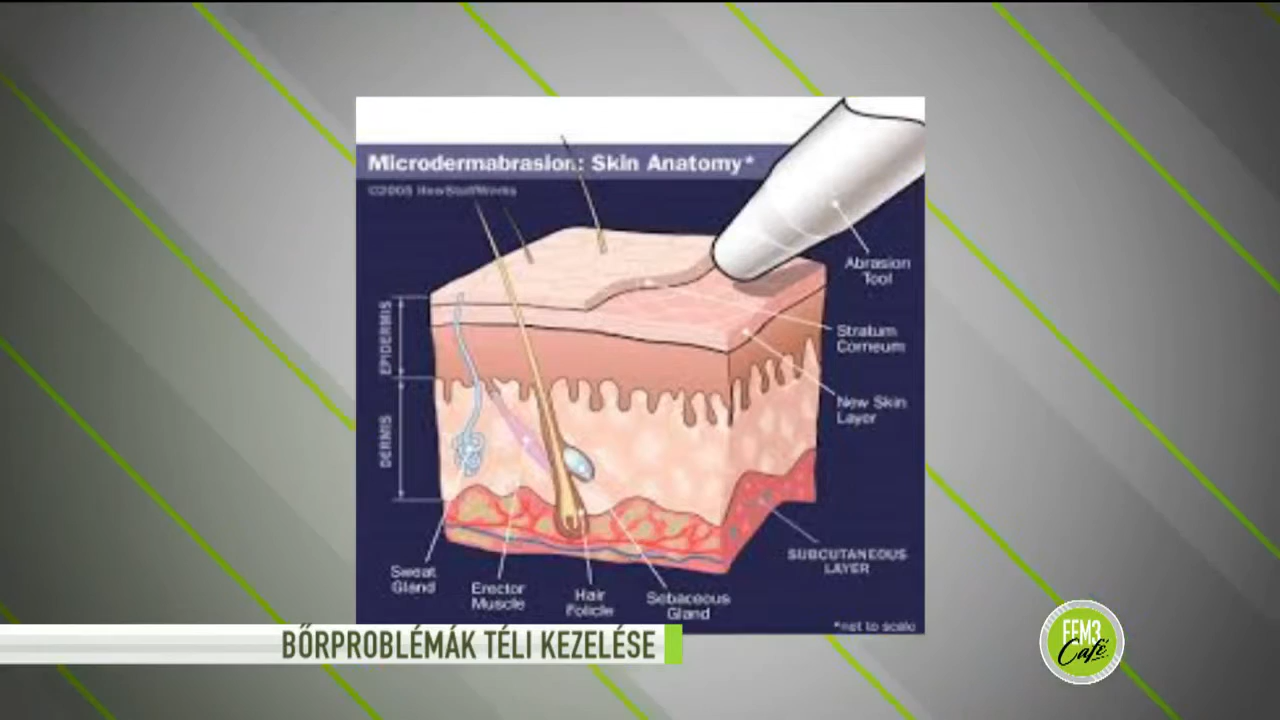 Microdermabrasion: Skin Anatomy*
©2005 HowStuffWorks
Abrasion
Tool
EPIDERMIS
Stratum
Corneum
New Skin
Layer
DERMIS
SUBCUTANEOUS
LAYER
Sweat
Gland
Erector
Muscle
Hair
Folicle
Sebaceous
Gland
*not to scale
BŐRPROBLÉMÁK TÉLI KEZELÉSE
FEM3
Café